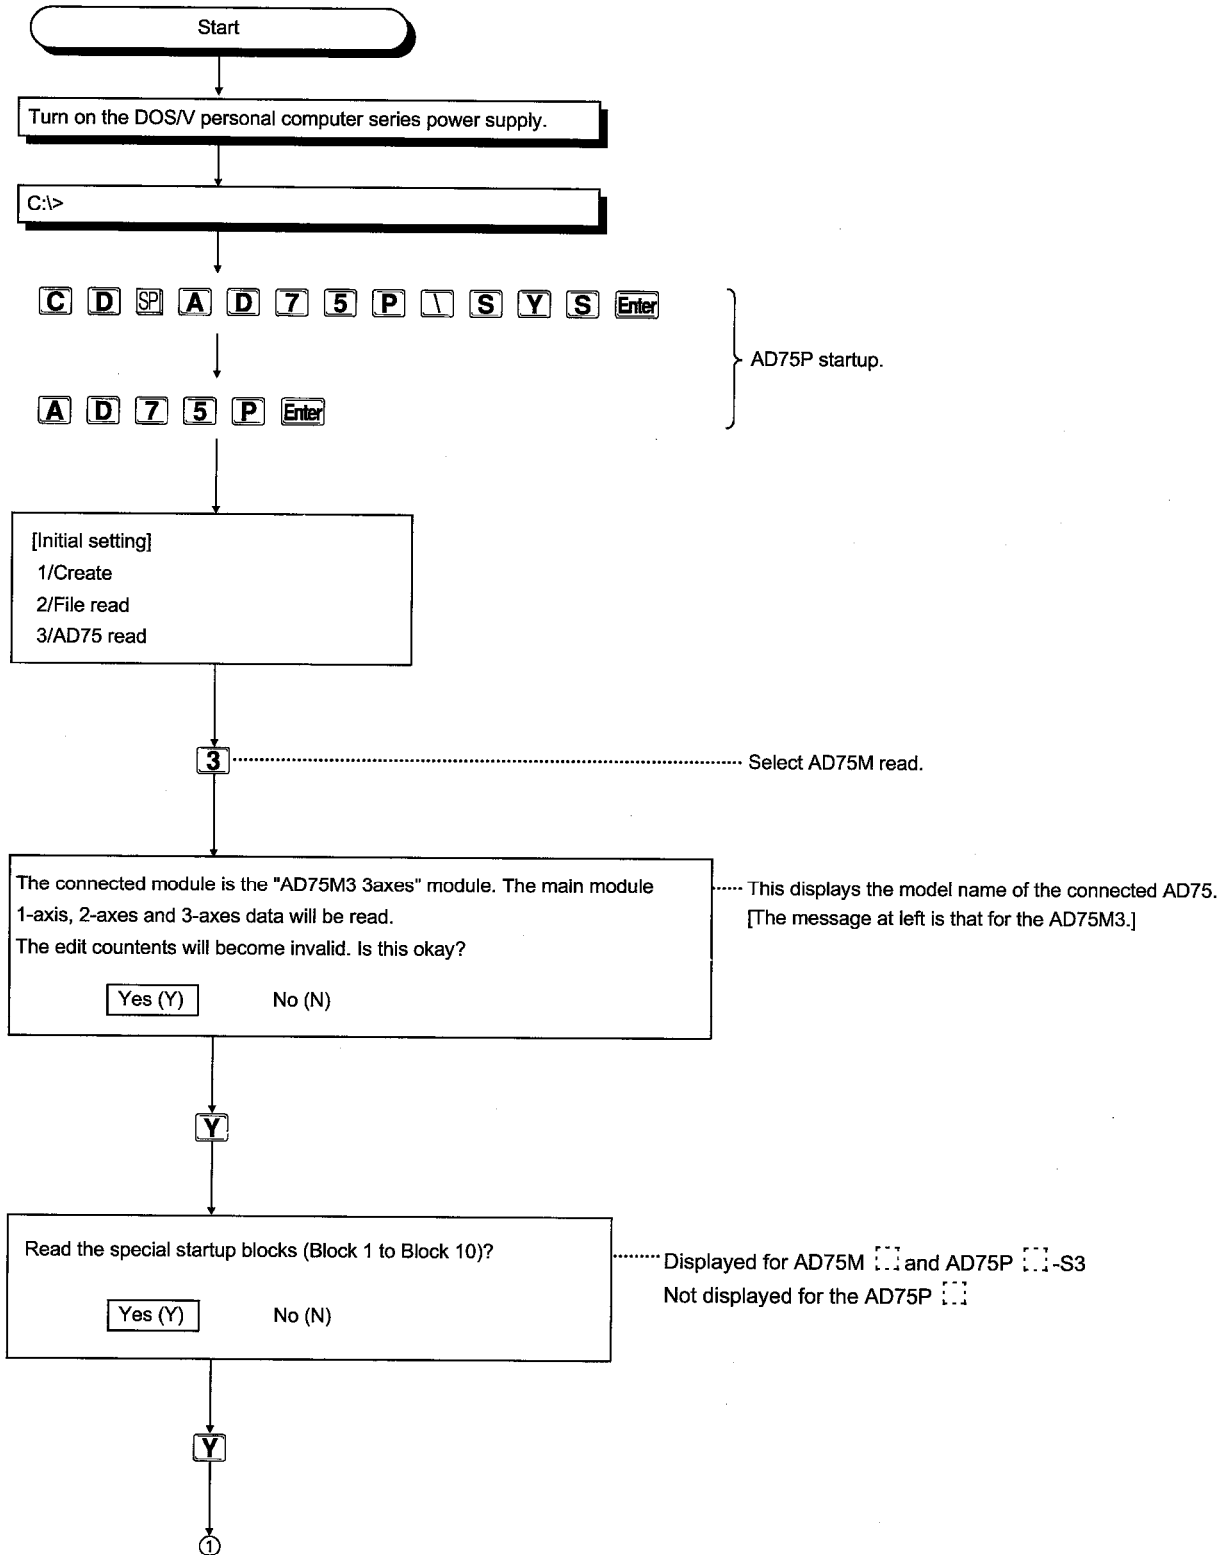 Start
Turn on the DOS/V personal computer series power supply.
C:\>
C D SP A D 7 5 P \ S Y S Enter
AD75P startup.
A D 7 5 P Enter
[Initial setting]
1/Create
2/File read
3/AD75 read
3 Select AD75M read.
The connected module is the "AD75M3 3axes" module. The main module
1-axis, 2-axes and 3-axes data will be read.
The edit countents will become invalid. Is this okay?
Yes (Y) No (N)
This displays the model name of the connected AD75.
[The message at left is that for the AD75M3.]
Y
Read the special startup blocks (Block 1 to Block 10)?
Yes (Y) No (N)
Displayed for AD75M and AD75P -S3
Not displayed for the AD75P
Y
①